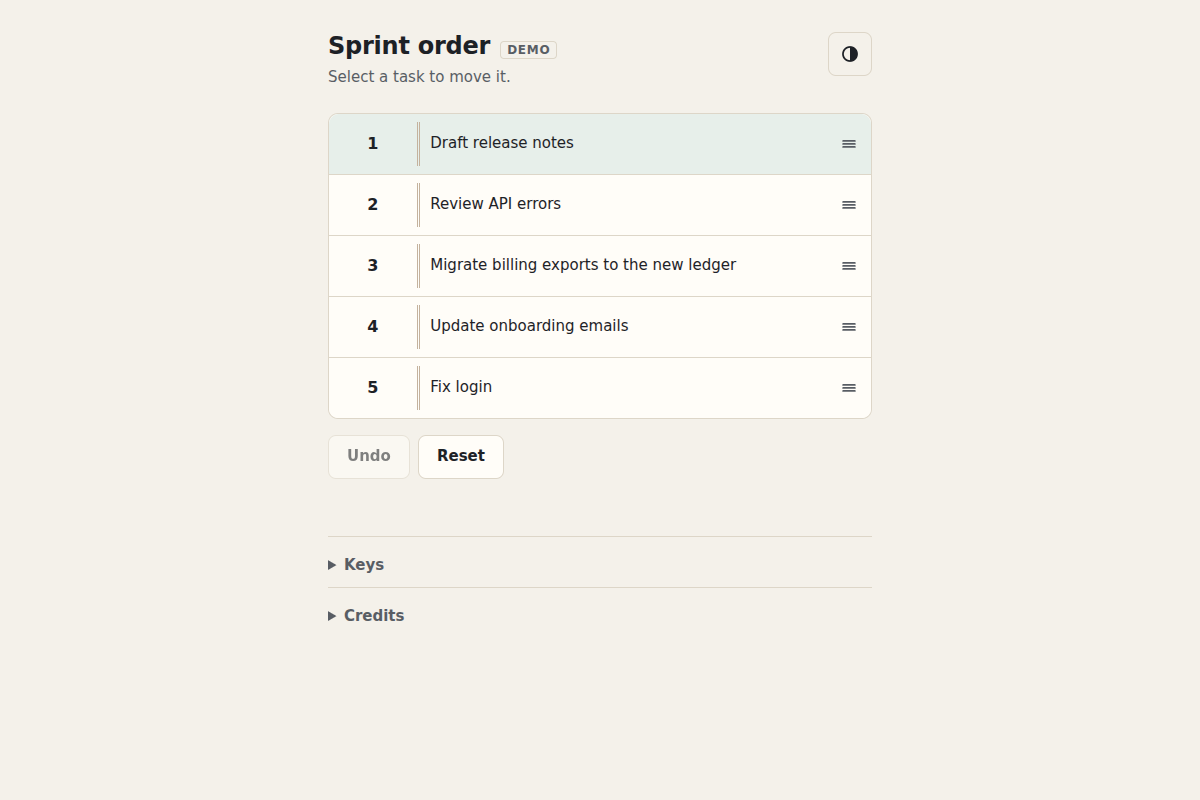 Sprint order DEMO
Select a task to move it.
1 Draft release notes
2 Review API errors
3 Migrate billing exports to the new ledger
4 Update onboarding emails
5 Fix login
Undo Reset
Keys
Credits